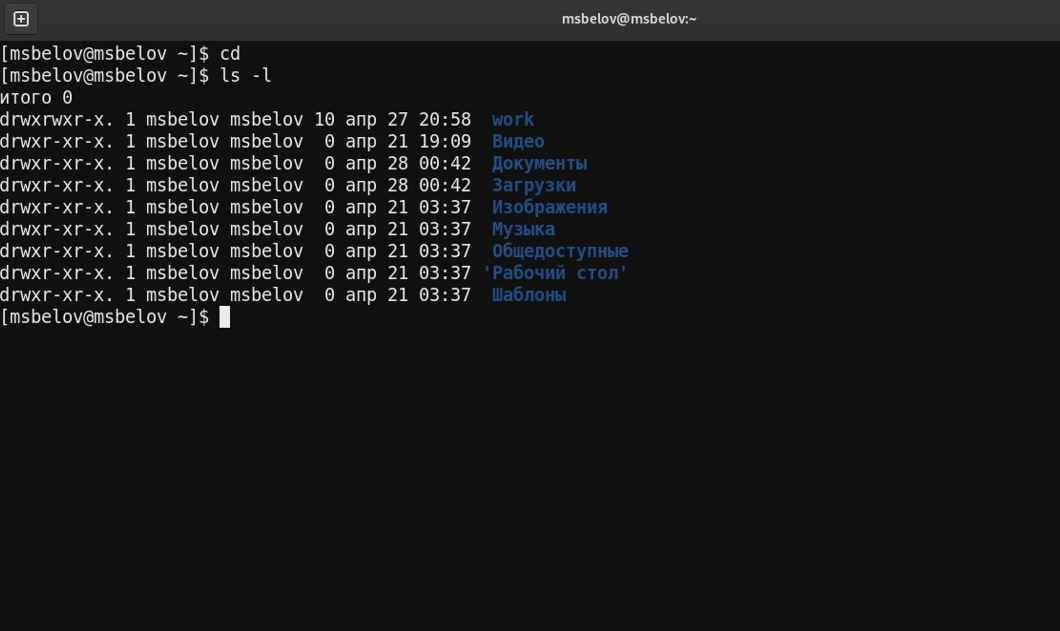 msbelov@msbelov:~
[msbelov@msbelov ~]$ cd
[msbelov@msbelov ~]$ ls -l
итого 0
drwxrwxr-x. 1 msbelov msbelov 10 апр 27 20:58  work
drwxr-xr-x. 1 msbelov msbelov  0 апр 21 19:09  Видео
drwxr-xr-x. 1 msbelov msbelov  0 апр 28 00:42  Документы
drwxr-xr-x. 1 msbelov msbelov  0 апр 28 00:42  Загрузки
drwxr-xr-x. 1 msbelov msbelov  0 апр 21 03:37  Изображения
drwxr-xr-x. 1 msbelov msbelov  0 апр 21 03:37  Музыка
drwxr-xr-x. 1 msbelov msbelov  0 апр 21 03:37  Общедоступные
drwxr-xr-x. 1 msbelov msbelov  0 апр 21 03:37 'Рабочий стол'
drwxr-xr-x. 1 msbelov msbelov  0 апр 21 03:37  Шаблоны
[msbelov@msbelov ~]$